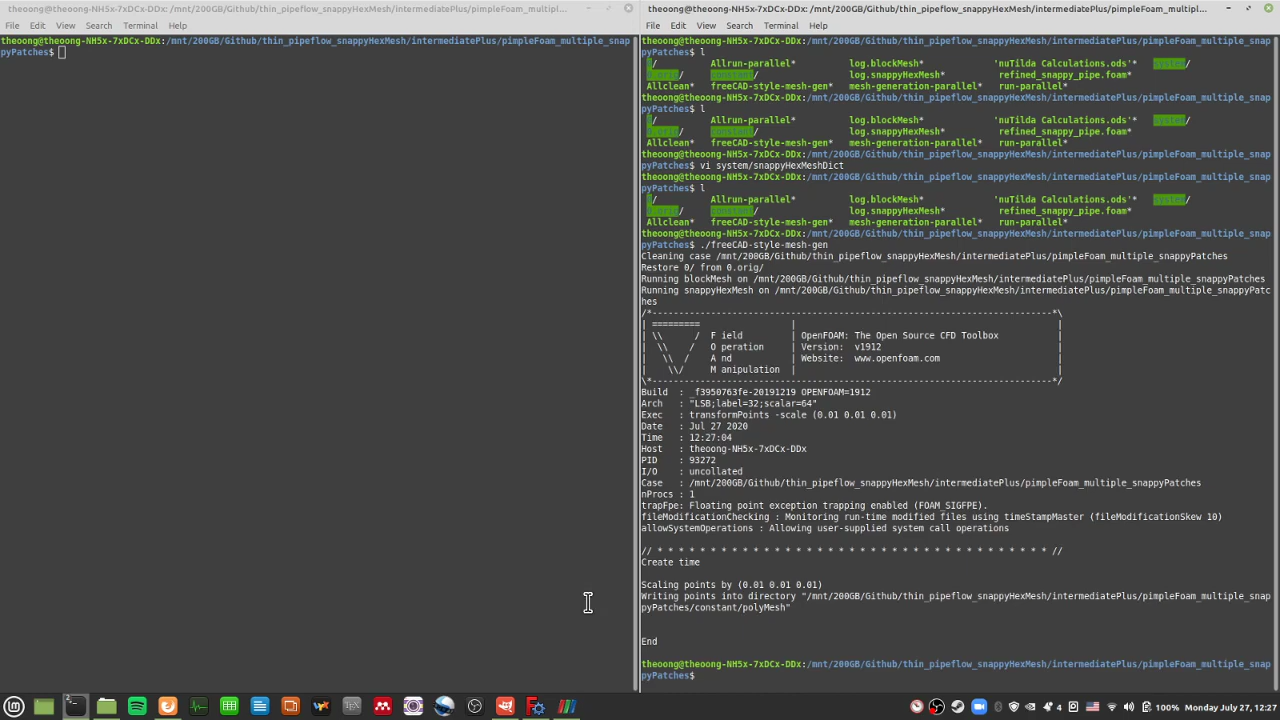 theoong@theoong-NH5x-7xDCx-DDx: /mnt/200GB/Github/thin_pipeflow_snappyHexMesh/intermediatePlus/pimpleFoam_multipl...
File Edit View Search Terminal Help
theoong@theoong-NH5x-7xDCx-DDx:/mnt/200GB/Github/thin_pipeflow_snappyHexMesh/intermediatePlus/pimpleFoam_multiple_snap
pyPatches$
theoong@theoong-NH5x-7xDCx-DDx: /mnt/200GB/Github/thin_pipeflow_snappyHexMesh/intermediatePlus/pimpleFoam_multipl...
File Edit View Search Terminal Help
theoong@theoong-NH5x-7xDCx-DDx:/mnt/200GB/Github/thin_pipeflow_snappyHexMesh/intermediatePlus/pimpleFoam_multiple_snap
pyPatches$ l
0/ Allrun-parallel* log.blockMesh* 'nuTilda Calculations.ods'* system/
0.orig/ constant/ log.snappyHexMesh* refined_snappy_pipe.foam*
Allclean* freeCAD-style-mesh-gen* mesh-generation-parallel* run-parallel*
theoong@theoong-NH5x-7xDCx-DDx:/mnt/200GB/Github/thin_pipeflow_snappyHexMesh/intermediatePlus/pimpleFoam_multiple_snap
pyPatches$ l
0/ Allrun-parallel* log.blockMesh* 'nuTilda Calculations.ods'* system/
0.orig/ constant/ log.snappyHexMesh* refined_snappy_pipe.foam*
Allclean* freeCAD-style-mesh-gen* mesh-generation-parallel* run-parallel*
theoong@theoong-NH5x-7xDCx-DDx:/mnt/200GB/Github/thin_pipeflow_snappyHexMesh/intermediatePlus/pimpleFoam_multiple_snap
pyPatches$ vi system/snappyHexMeshDict
theoong@theoong-NH5x-7xDCx-DDx:/mnt/200GB/Github/thin_pipeflow_snappyHexMesh/intermediatePlus/pimpleFoam_multiple_snap
pyPatches$ l
0/ Allrun-parallel* log.blockMesh* 'nuTilda Calculations.ods'* system/
0.orig/ constant/ log.snappyHexMesh* refined_snappy_pipe.foam*
Allclean* freeCAD-style-mesh-gen* mesh-generation-parallel* run-parallel*
theoong@theoong-NH5x-7xDCx-DDx:/mnt/200GB/Github/thin_pipeflow_snappyHexMesh/intermediatePlus/pimpleFoam_multiple_snap
pyPatches$ ./freeCAD-style-mesh-gen
Cleaning case /mnt/200GB/Github/thin_pipeflow_snappyHexMesh/intermediatePlus/pimpleFoam_multiple_snappyPatches
Restore 0/ from 0.orig/
Running blockMesh on /mnt/200GB/Github/thin_pipeflow_snappyHexMesh/intermediatePlus/pimpleFoam_multiple_snappyPatches
Running snappyHexMesh on /mnt/200GB/Github/thin_pipeflow_snappyHexMesh/intermediatePlus/pimpleFoam_multiple_snappyPatc
hes
/*---------------------------------------------------------------------------*\
| ========= | |
| \\ / F ield | OpenFOAM: The Open Source CFD Toolbox |
| \\ / O peration | Version: v1912 |
| \\ / A nd | Website: www.openfoam.com |
| \\/ M anipulation | |
\*---------------------------------------------------------------------------*/
Build : _f3950763fe-20191219 OPENFOAM=1912
Arch : "LSB;label=32;scalar=64"
Exec : transformPoints -scale (0.01 0.01 0.01)
Date : Jul 27 2020
Time : 12:27:04
Host : theoong-NH5x-7xDCx-DDx
PID : 93272
I/O : uncollated
Case : /mnt/200GB/Github/thin_pipeflow_snappyHexMesh/intermediatePlus/pimpleFoam_multiple_snappyPatches
nProcs : 1
trapFpe: Floating point exception trapping enabled (FOAM_SIGFPE).
fileModificationChecking : Monitoring run-time modified files using timeStampMaster (fileModificationSkew 10)
allowSystemOperations : Allowing user-supplied system call operations
// * * * * * * * * * * * * * * * * * * * * * * * * * * * * * * * * * * * * * //
Create time
Scaling points by (0.01 0.01 0.01)
Writing points into directory "/mnt/200GB/Github/thin_pipeflow_snappyHexMesh/intermediatePlus/pimpleFoam_multiple_snap
pyPatches/constant/polyMesh"
End
theoong@theoong-NH5x-7xDCx-DDx:/mnt/200GB/Github/thin_pipeflow_snappyHexMesh/intermediatePlus/pimpleFoam_multiple_snap
pyPatches$
4 100% Monday July 27, 12:27